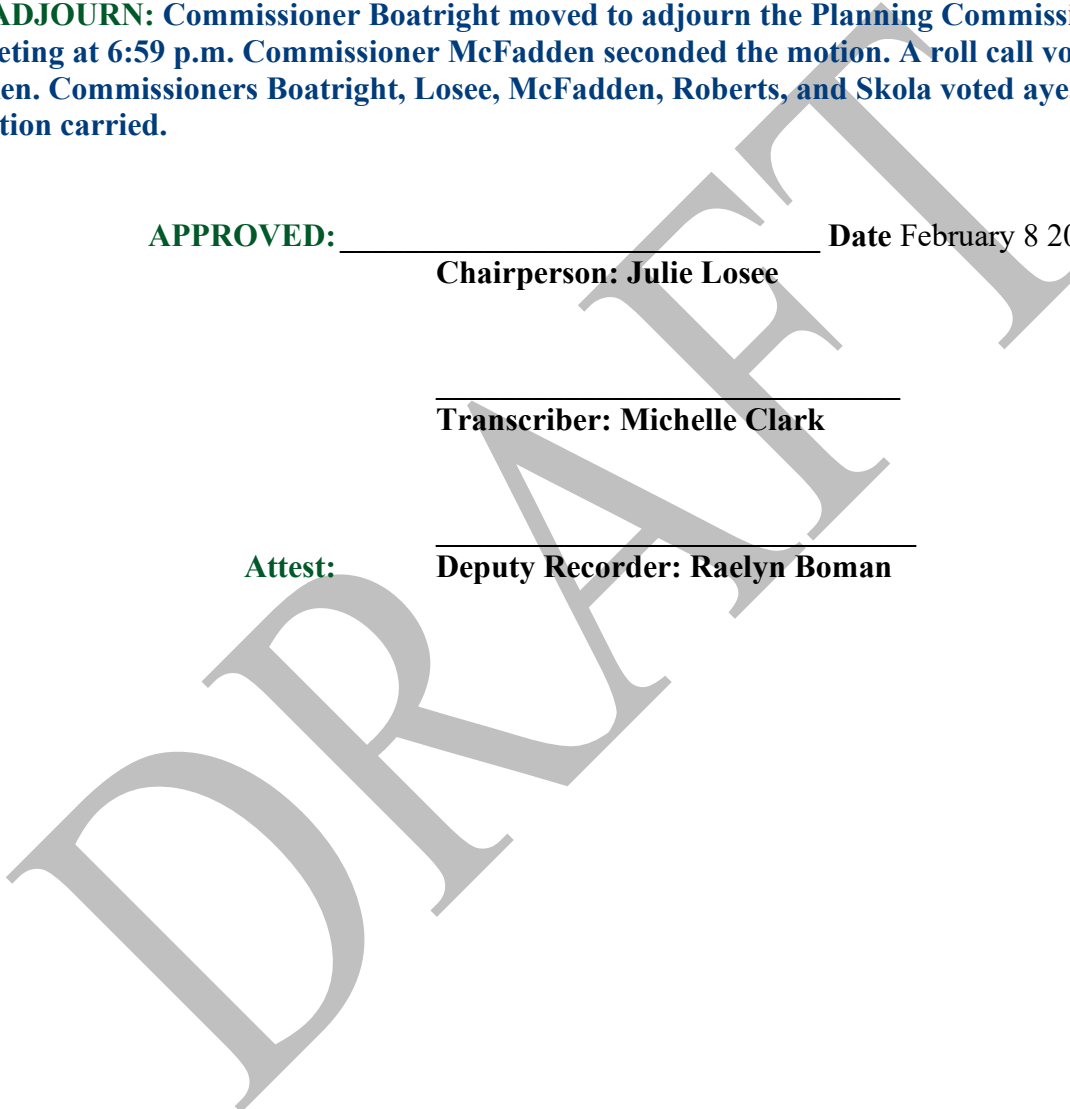 ADJOURN: Commissioner Boatright moved to adjourn the Planning Commissi
eting at 6:59 p.m. Commissioner McFadden seconded the motion. A roll call vo
en. Commissioners Boatright, Losee, McFadden, Roberts, and Skola voted aye
tion carried.
APPROVED: Date February 8 20
Chairperson: Julie Losee
Transcriber: Michelle Clark
Attest: Deputy Recorder: Raelyn Boman
DRAFT